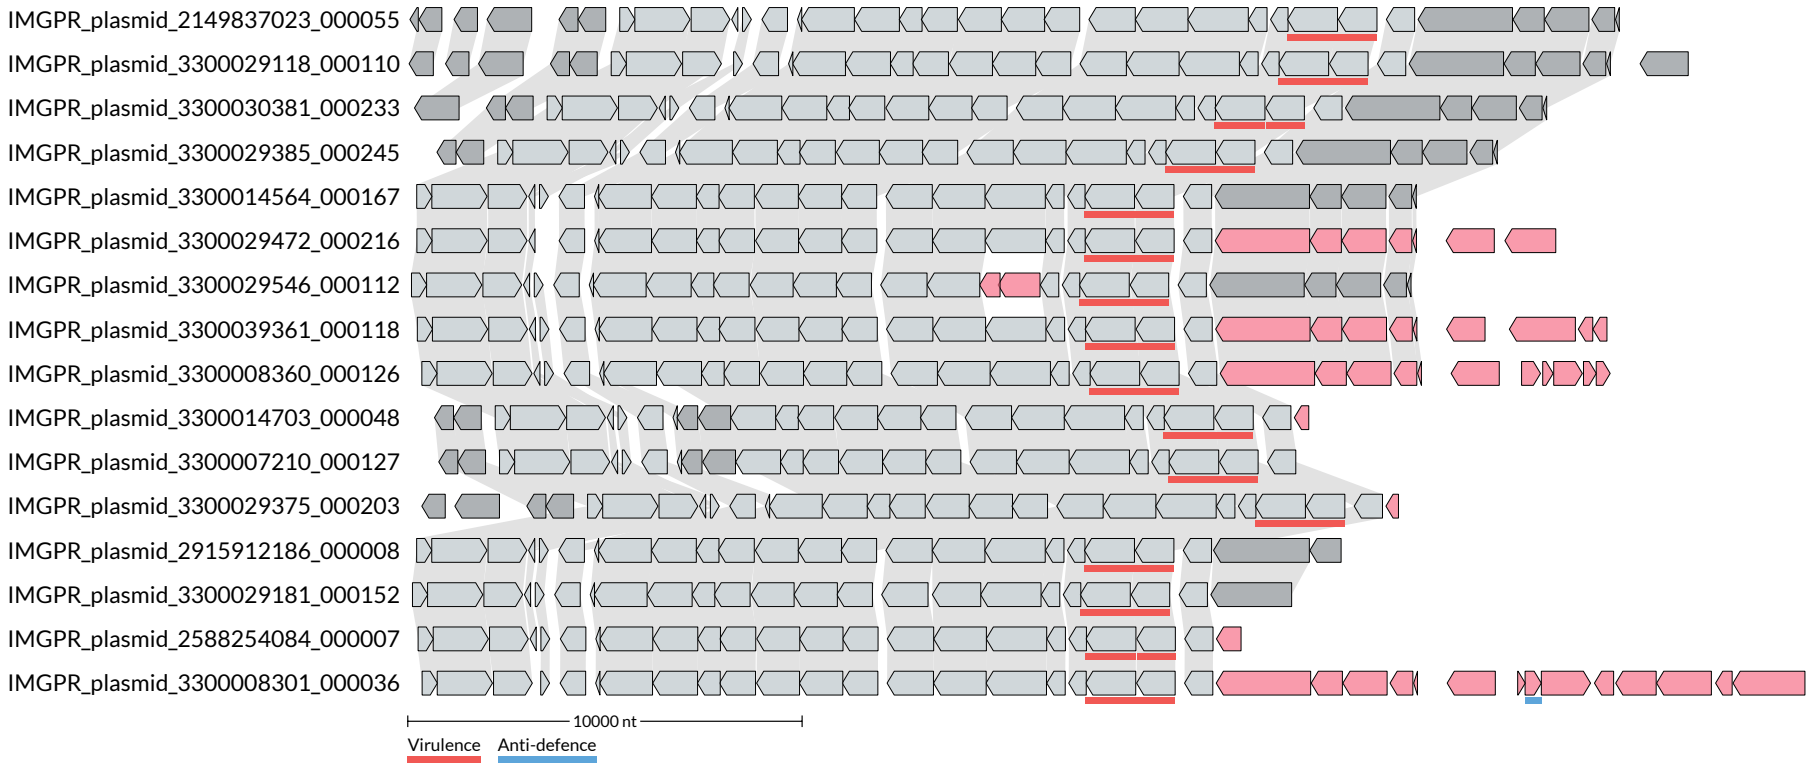 IMGPR_plasmid_2149837023_000055
IMGPR_plasmid_3300029118_000110
IMGPR_plasmid_3300030381_000233
IMGPR_plasmid_3300029385_000245
IMGPR_plasmid_3300014564_000167
IMGPR_plasmid_3300029472_000216
IMGPR_plasmid_3300029546_000112
IMGPR_plasmid_3300039361_000118
IMGPR_plasmid_3300008360_000126
IMGPR_plasmid_3300014703_000048
IMGPR_plasmid_3300007210_000127
IMGPR_plasmid_3300029375_000203
IMGPR_plasmid_2915912186_000008
IMGPR_plasmid_3300029181_000152
IMGPR_plasmid_2588254084_000007
IMGPR_plasmid_3300008301_000036
10000 nt
Virulence Anti-defence